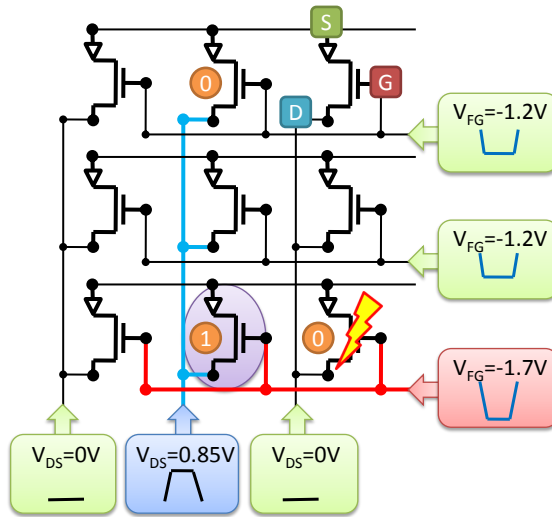 S
0
G
D
V_FG=-1.2V
V_FG=-1.2V
1
0
V_FG=-1.7V
V_DS=0V
V_DS=0.85V
V_DS=0V